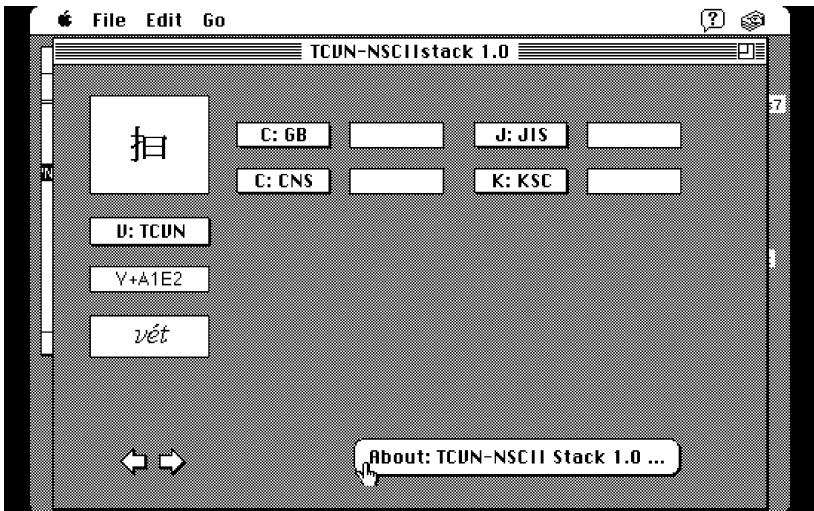 File Edit Go
TCVN-NSCIIstack 1.0
C: GB
J: JIS
C: CNS
K: KSC
V: TCVN
V+A1E2
vét
About: TCVN-NSCII Stack 1.0 ...